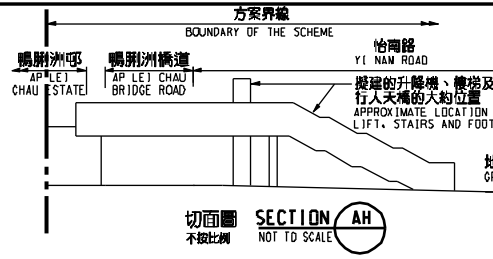 方案界線
BOUNDARY OF THE SCHEME
鴨脷洲邨
AP LEI CHAU ESTATE
鴨脷洲橋道
AP LEI CHAU BRIDGE ROAD
怡南路
YI NAM ROAD
擬建的升降機、樓梯及
行人天橋的大約位置
APPROXIMATE LOCATION
LIFT, STAIRS AND FOOT
切面圖 SECTION AH
不按比例 NOT TO SCALE